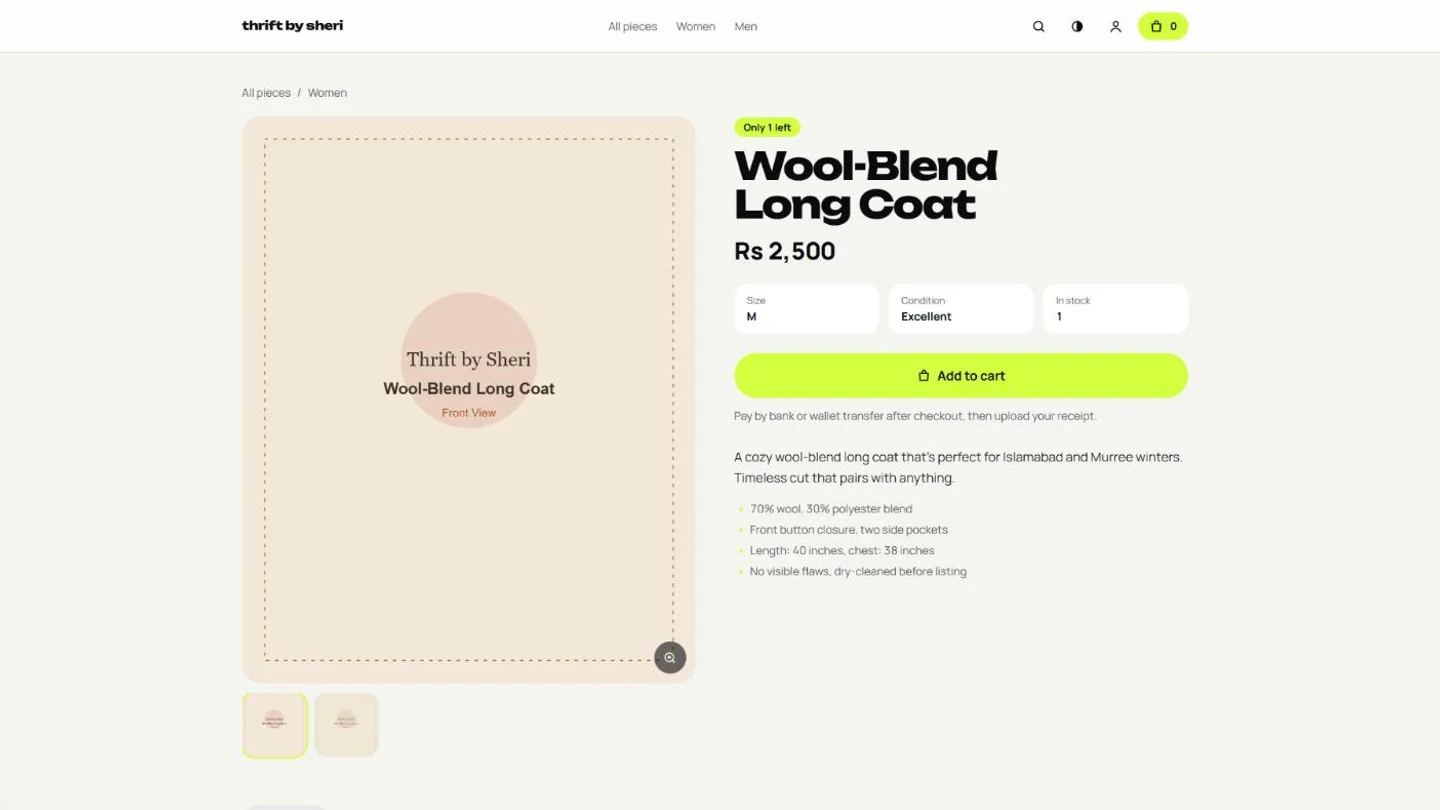 thrift by sheri
All pieces
Women
Men
0
All pieces / Women
Thrift by Sheri
Wool-Blend Long Coat
Front View
Only 1 left
Wool-Blend
Long Coat
Rs 2,500
Size
M
Condition
Excellent
In stock
1
Add to cart
Pay by bank or wallet transfer after checkout, then upload your receipt.
A cozy wool-blend long coat that's perfect for Islamabad and Murree winters.
Timeless cut that pairs with anything.
70% wool, 30% polyester blend
Front button closure, two side pockets
Length: 40 inches, chest: 38 inches
No visible flaws, dry-cleaned before listing